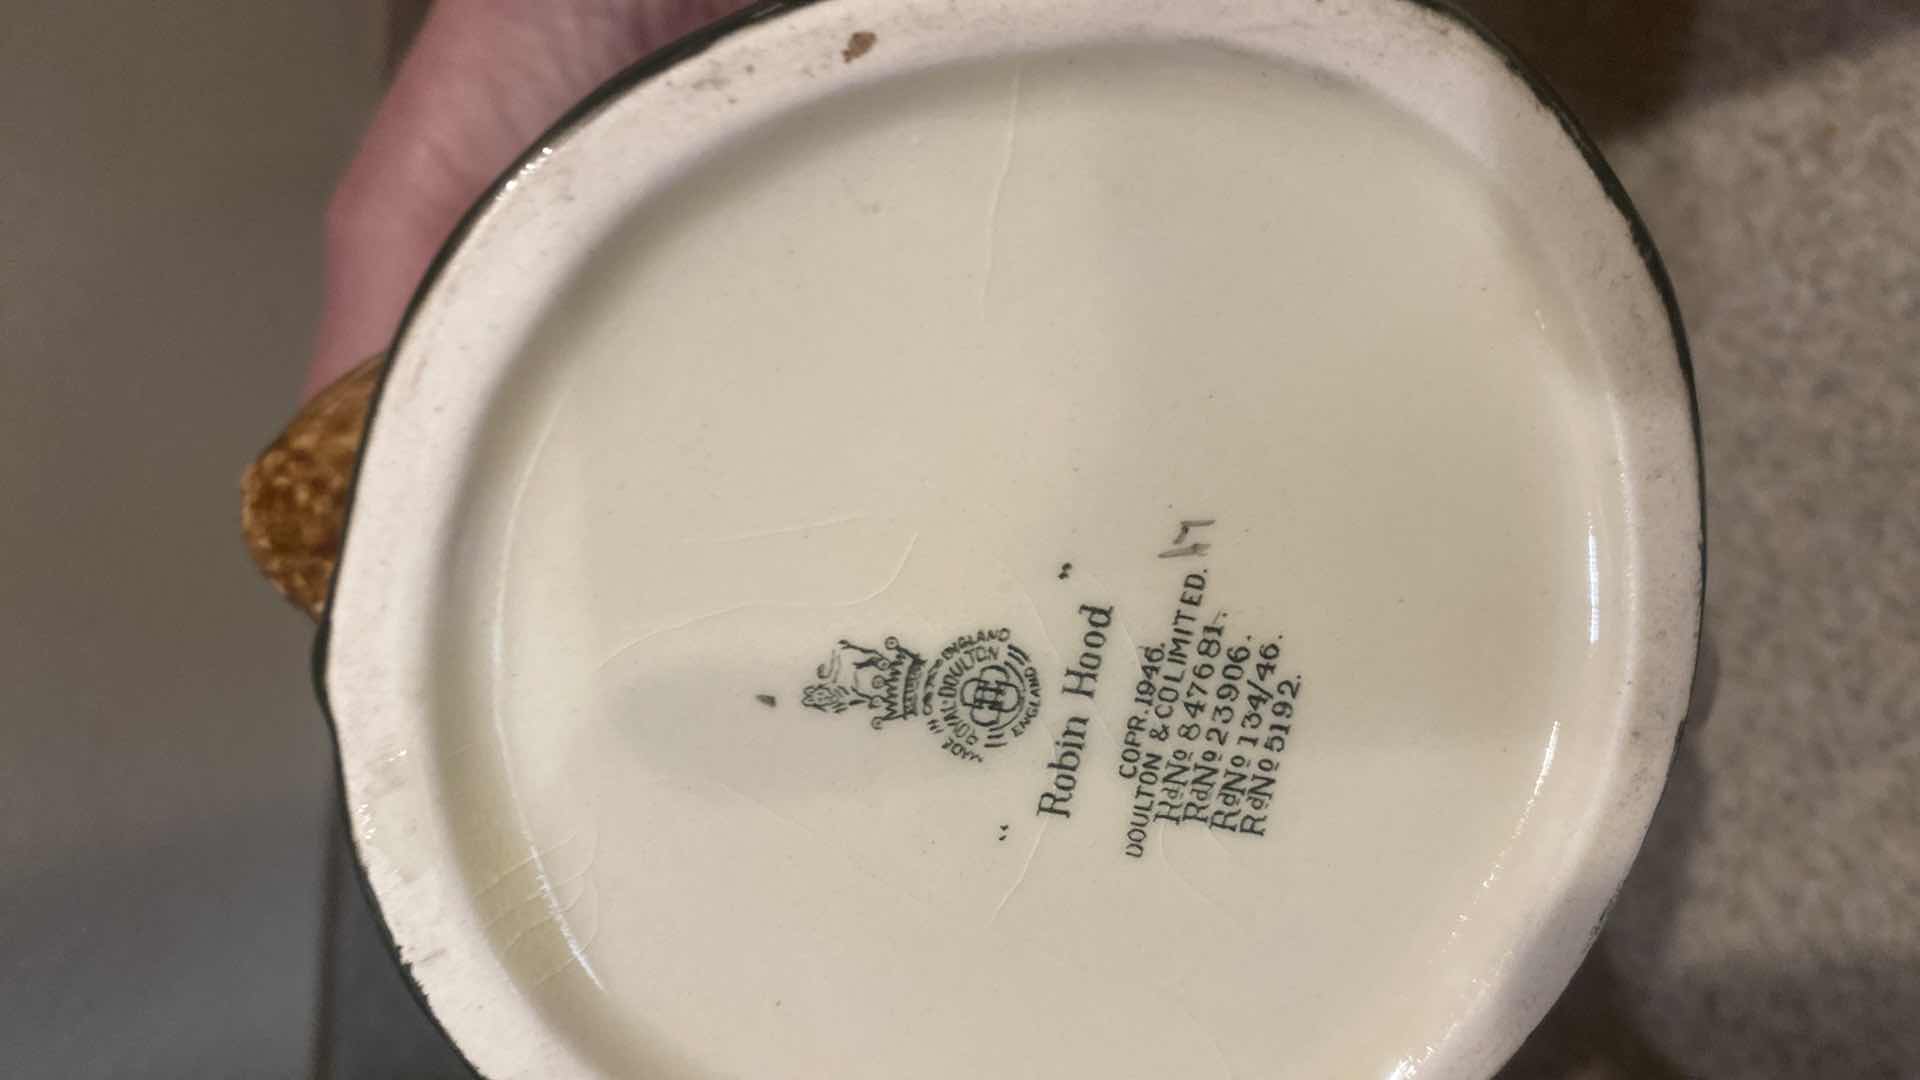 MADE IN ENGLAND
ROYAL·DOULTON
ENGLAND
"Robin Hood"
COPR.1946.
DOULTON & CO LIMITED.
RdNo 847681.
RdNo 23906.
RdNo 134/46.
RdNo 5192.